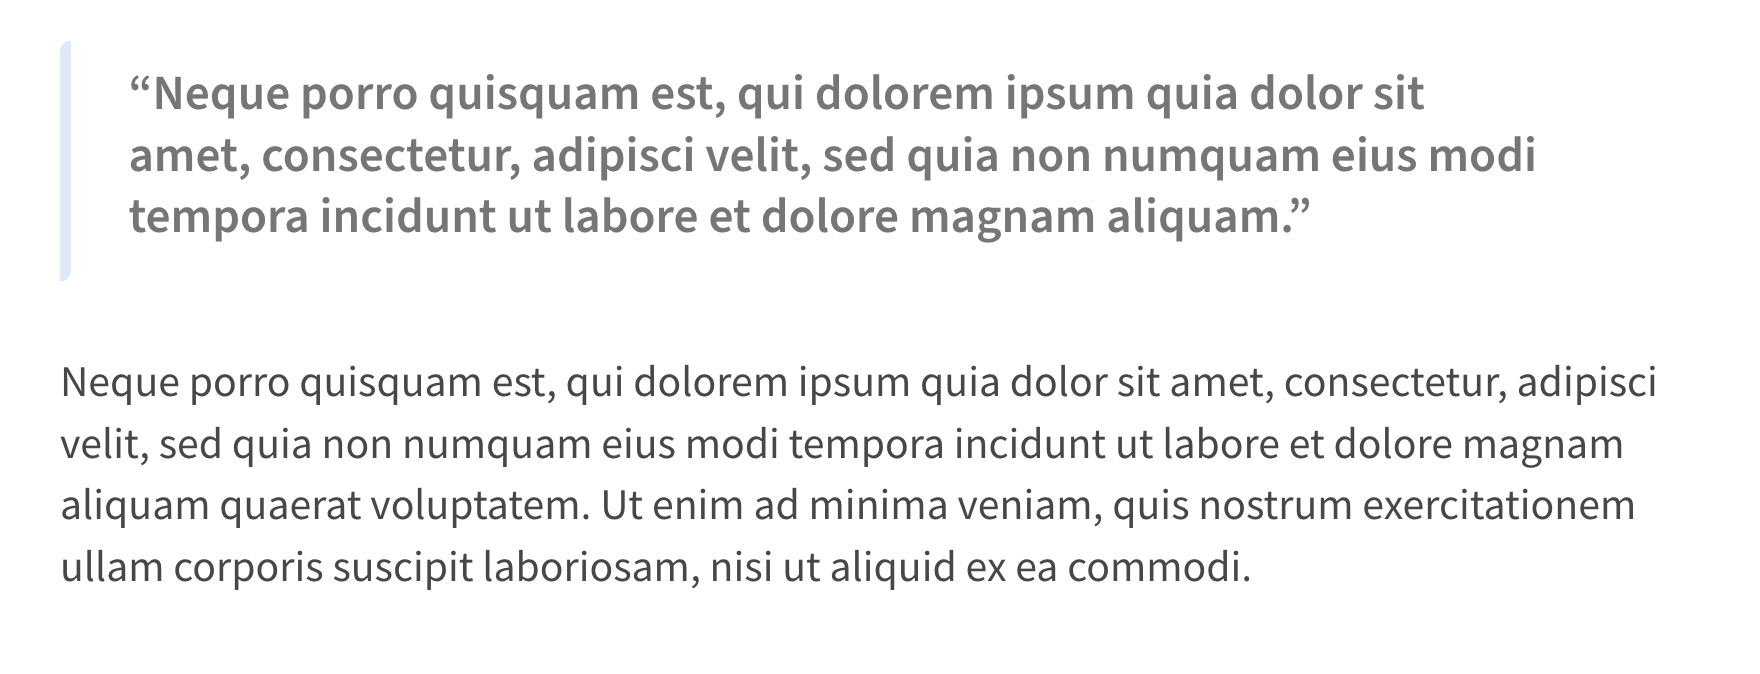 “Neque porro quisquam est, qui dolorem ipsum quia dolor sit
amet, consectetur, adipisci velit, sed quia non numquam eius modi
tempora incidunt ut labore et dolore magnam aliquam.”
Neque porro quisquam est, qui dolorem ipsum quia dolor sit amet, consectetur, adipisci
velit, sed quia non numquam eius modi tempora incidunt ut labore et dolore magnam
aliquam quaerat voluptatem. Ut enim ad minima veniam, quis nostrum exercitationem
ullam corporis suscipit laboriosam, nisi ut aliquid ex ea commodi.